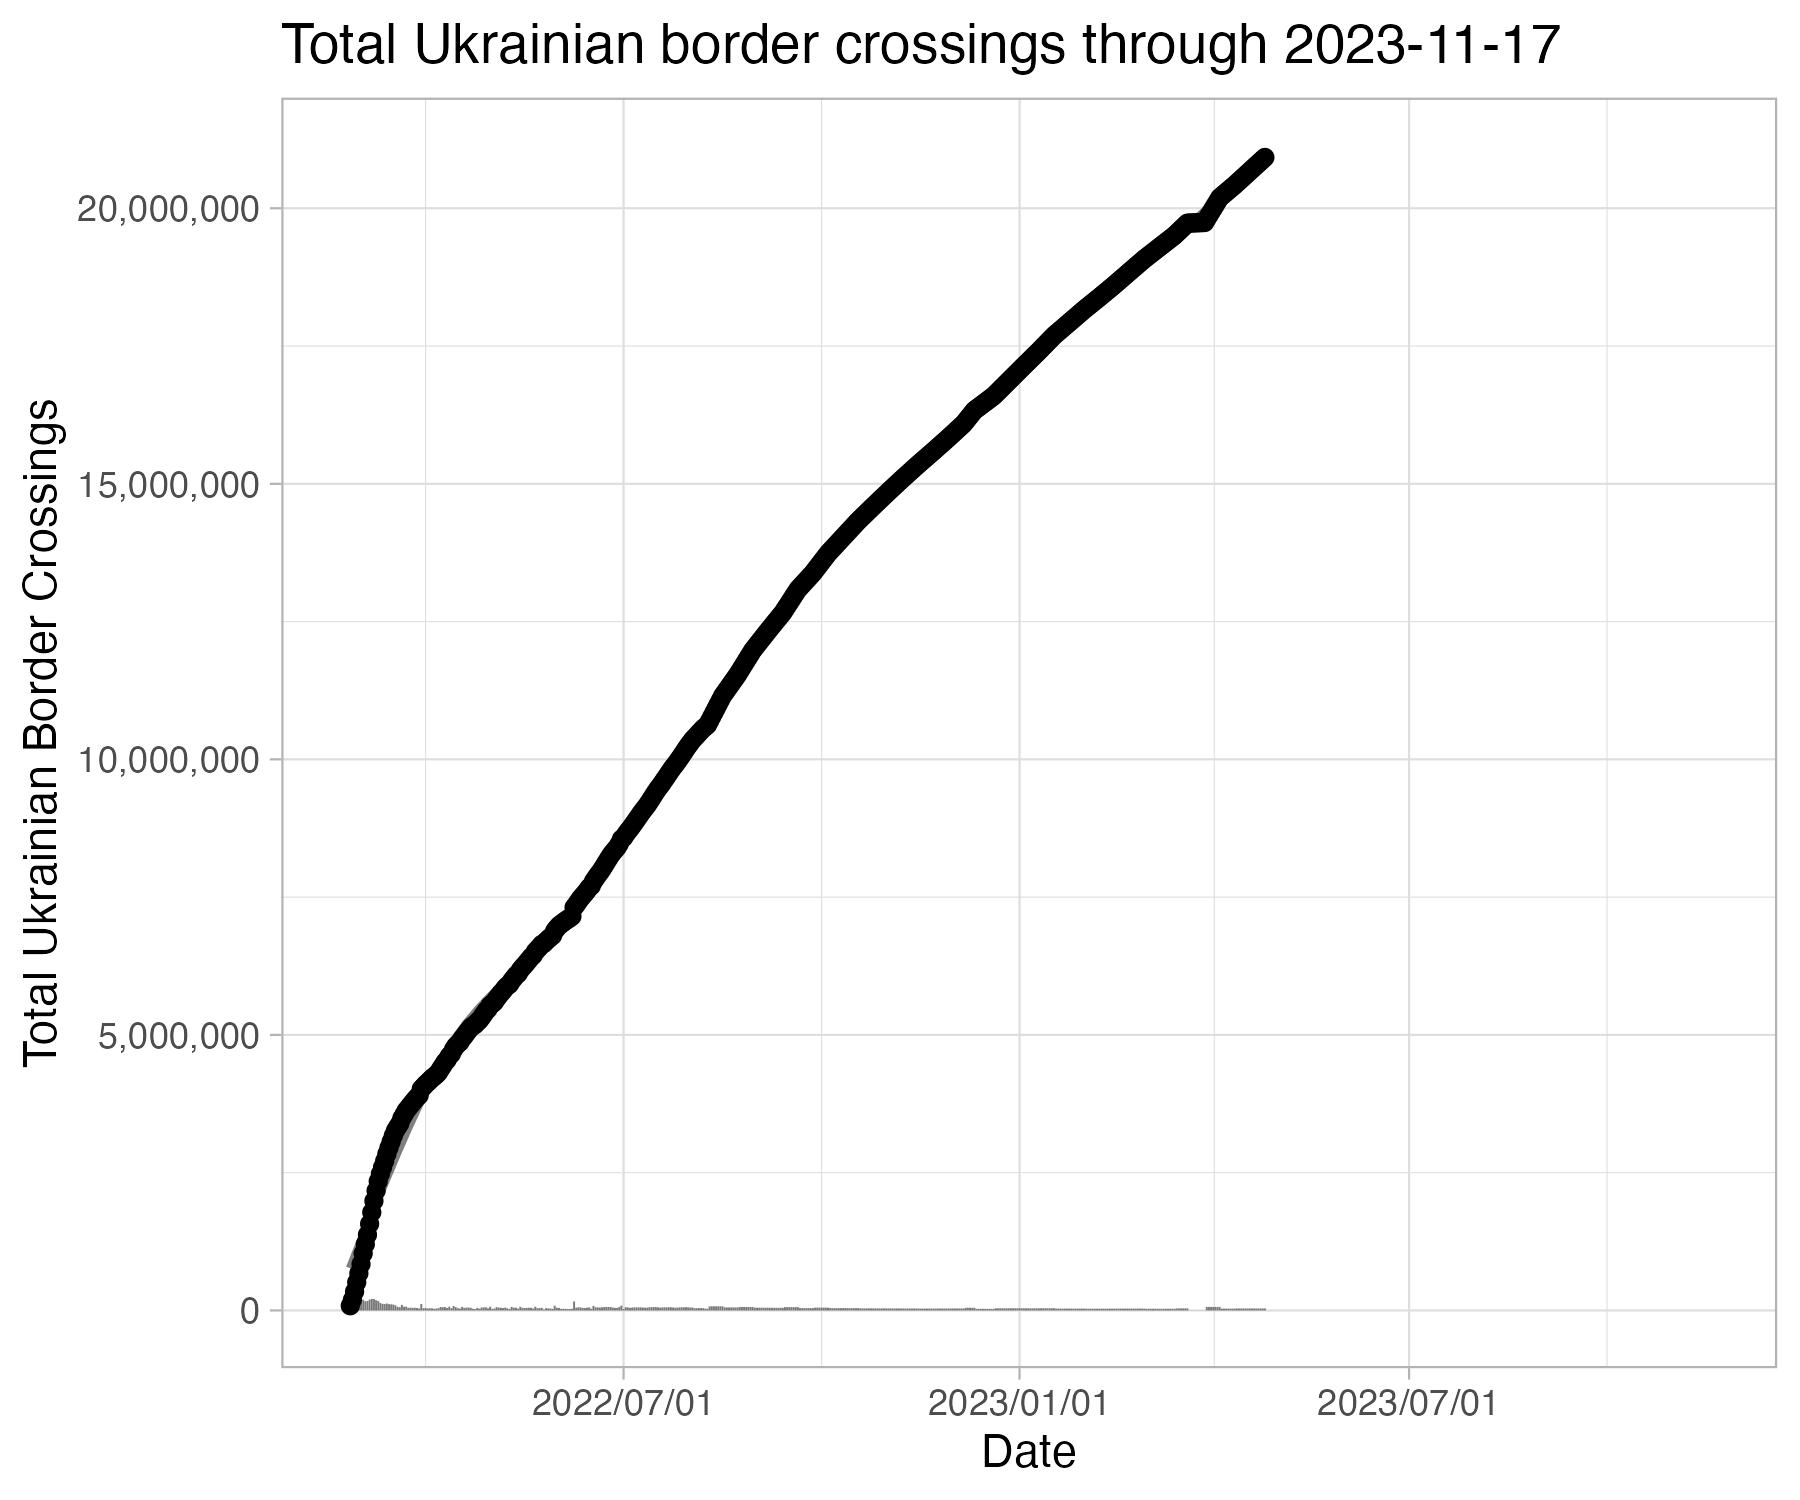 Total Ukrainian border crossings through 2023-11-17
Total Ukrainian Border Crossings
20,000,000
15,000,000
10,000,000
5,000,000
0
2022/07/01
2023/01/01
2023/07/01
Date